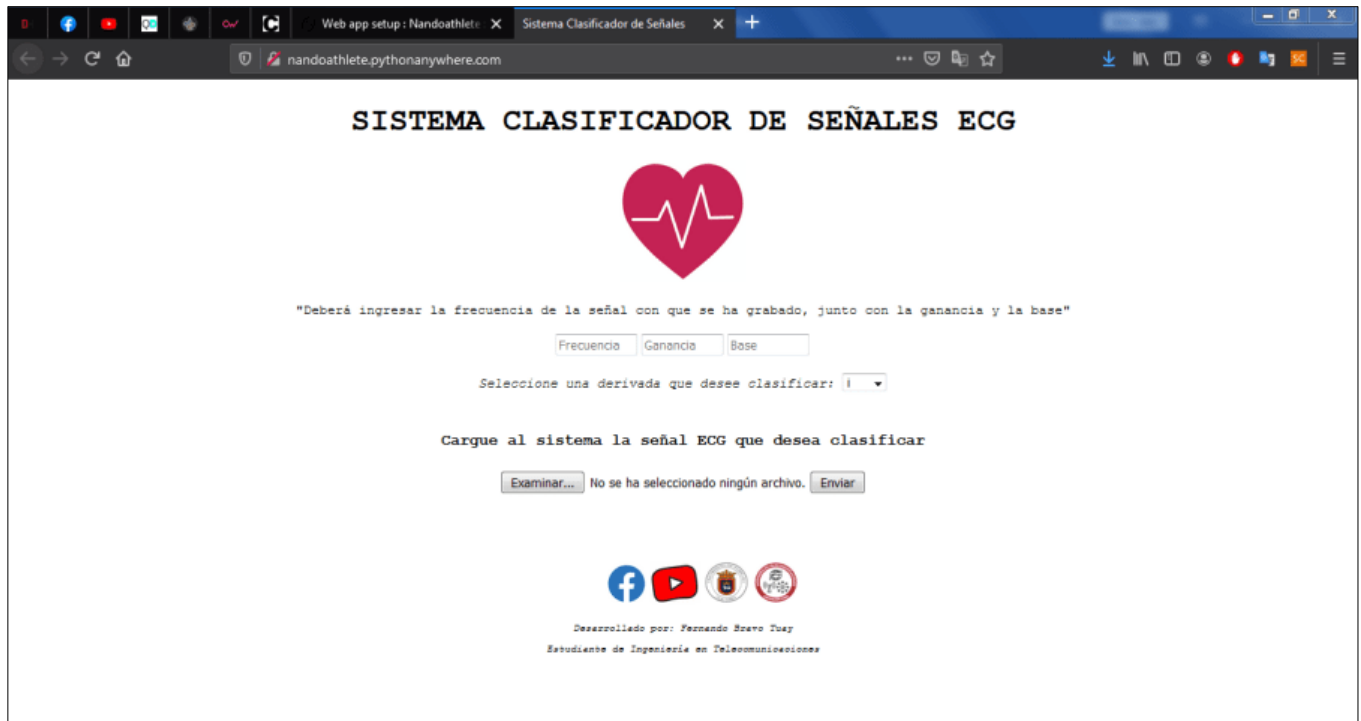 Web app setup : Nandoathlete
Sistema Clasificador de Señales
nandoathlete.pythonanywhere.com
SISTEMA CLASIFICADOR DE SEÑALES ECG
"Deberá ingresar la frecuencia de la señal con que se ha grabado, junto con la ganancia y la base"
Frecuencia Ganancia Base
Seleccione una derivada que desee clasificar: i
Cargue al sistema la señal ECG que desea clasificar
Examinar... No se ha seleccionado ningún archivo. Enviar
Desarrollado por: Fernando Bravo Tuay
Estudiante de Ingeniería en Telecomunicaciones